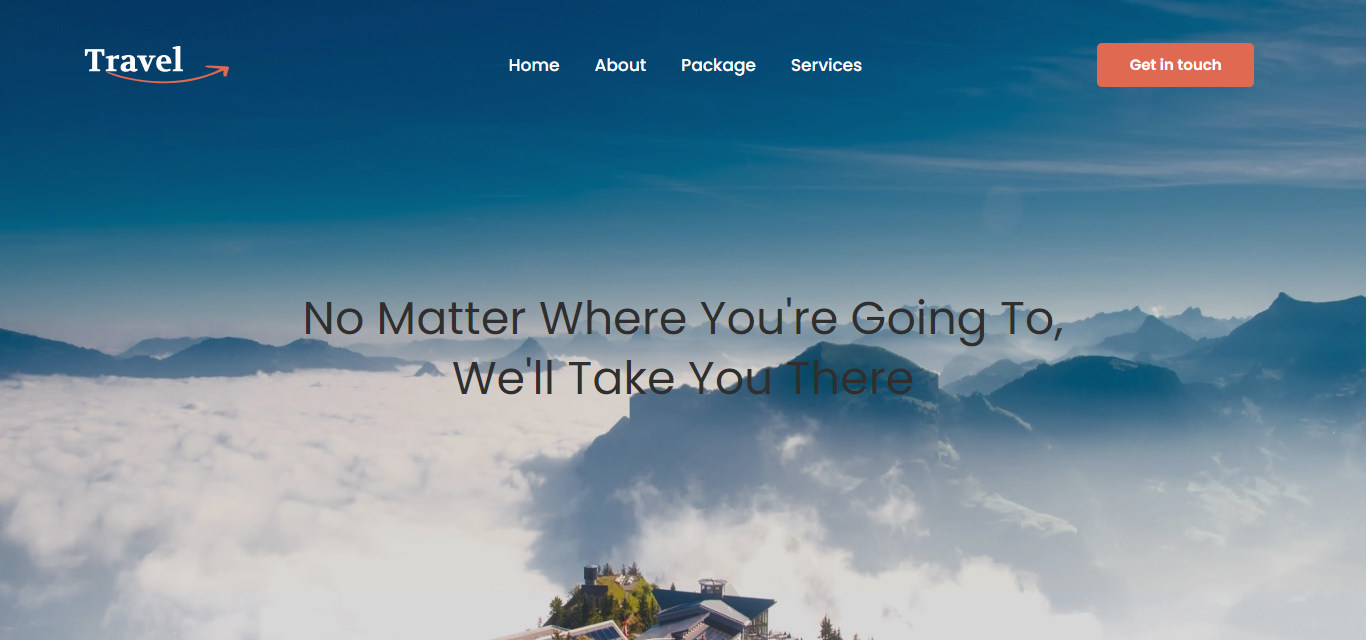 Travel
Home About Package Services
Get in touch
No Matter Where You're Going To,
We'll Take You There